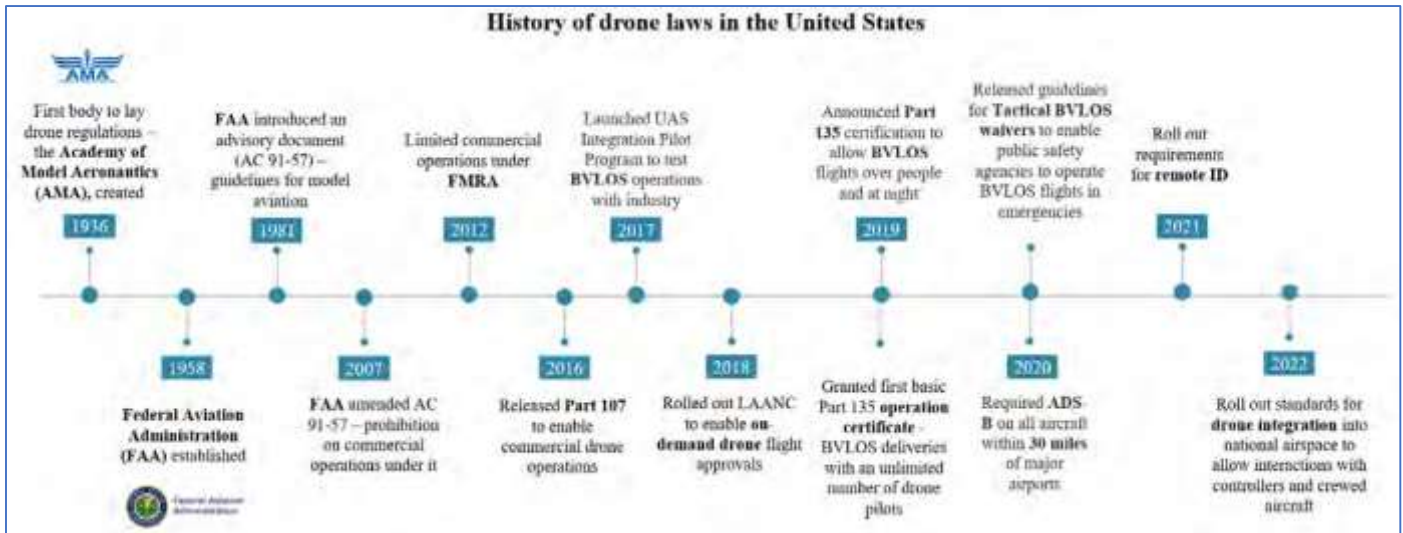 History of drone laws in the United States
AMA
First body to lay
drone regulations –
the Academy of
Model Aeronautics
(AMA), created
1936
FAA introduced an
advisory document
(AC 91-57) –
guidelines for model
aviation
1981
Limited commercial
operations under
FMRA
2012
Launched UAS
Integration Pilot
Program to test
BVLOS operations
with industry
2017
Announced Part
135 certification to
allow BVLOS
flights over people
and at night
2019
Released guidelines
for Tactical BVLOS
waivers to enable
public safety
agencies to operate
BVLOS flights in
emergencies
Roll out
requirements
for remote ID
2021
1958
Federal Aviation
Administration
(FAA) established
Federal Aviation
Administration
2007
FAA amended AC
91-57 – prohibition
on commercial
operations under it
2016
Released Part 107
to enable
commercial drone
operations
2018
Rolled out LAANC
to enable on-
demand drone flight
approvals
Granted first basic
Part 135 operation
certificate -
BVLOS deliveries
with an unlimited
number of drone
pilots
2020
Required ADS-
B on all aircraft
within 30 miles
of major
airports
2022
Roll out standards for
drone integration into
national airspace to
allow interactions with
controllers and crewed
aircraft